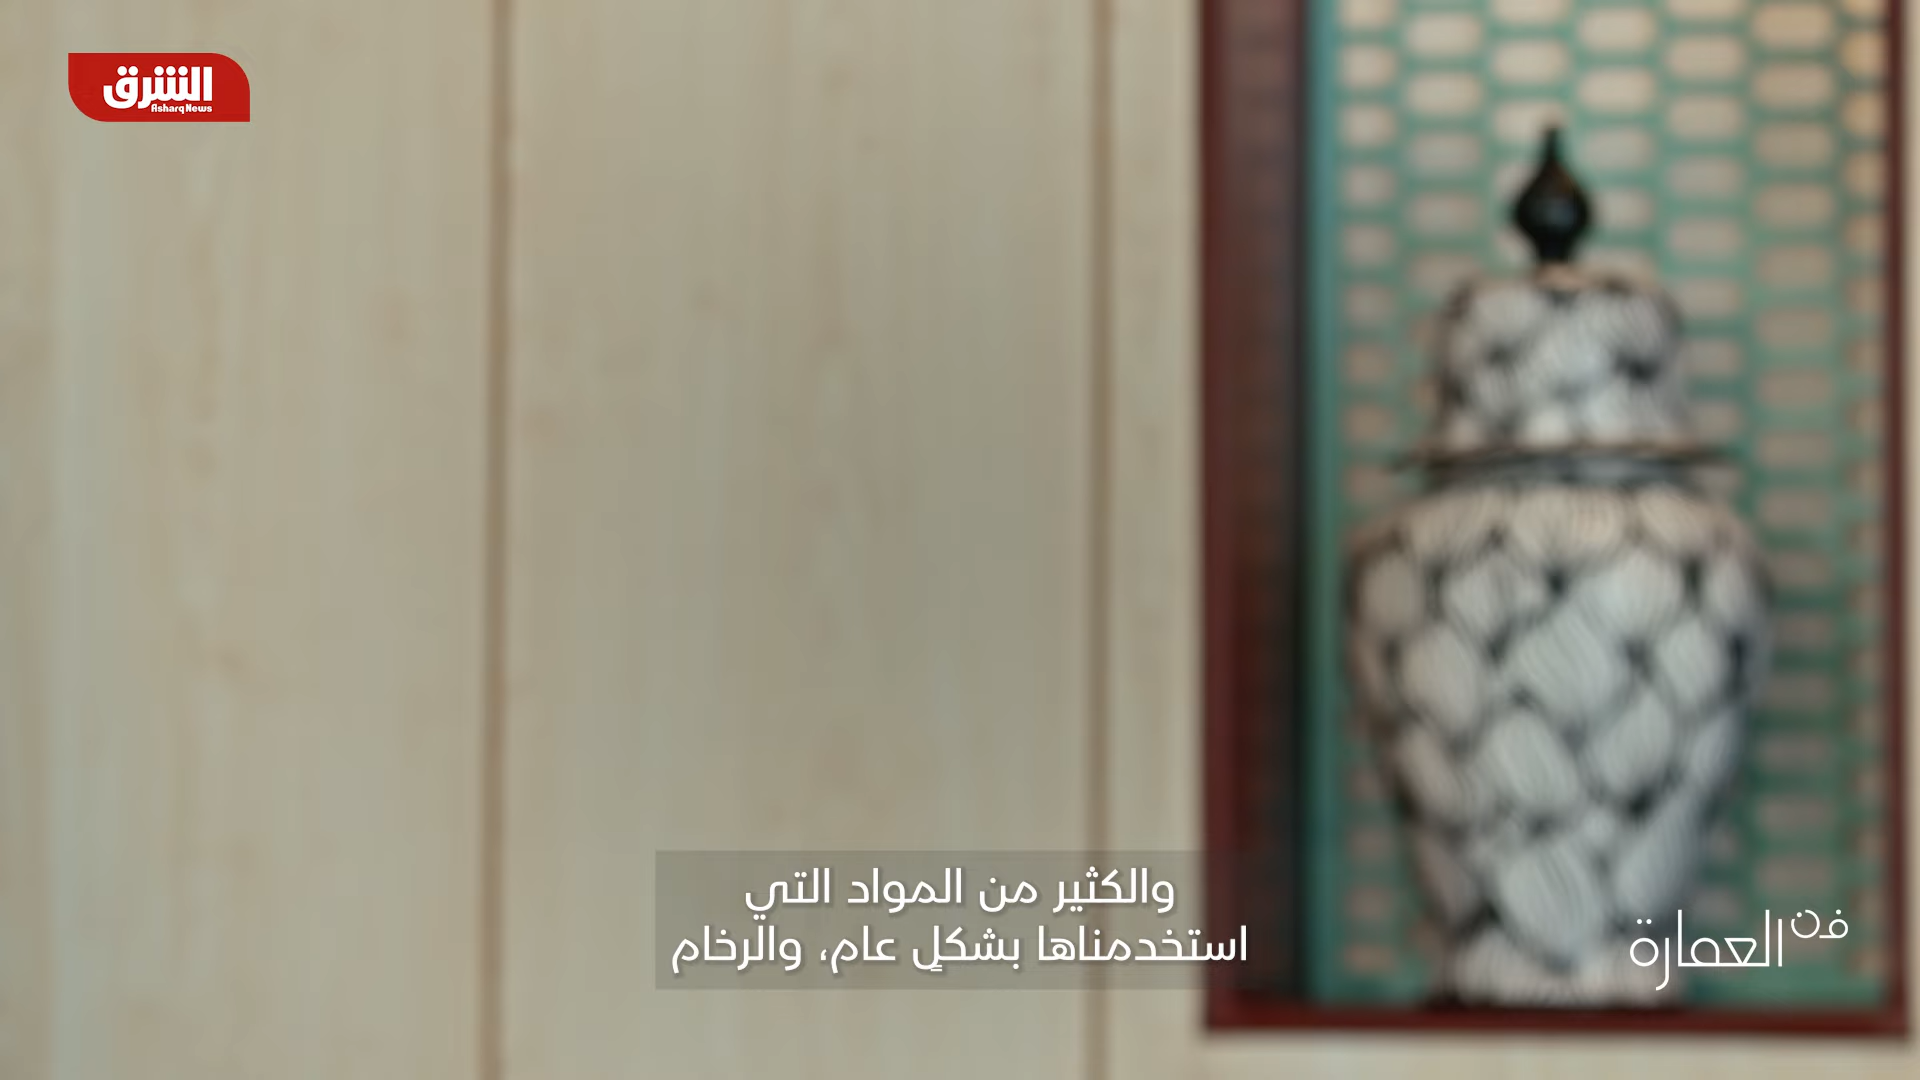 الشرق
Asharq News
والكثير من المواد التي
استخدمناها بشكلٍ عام، والرخام
فن العمارة